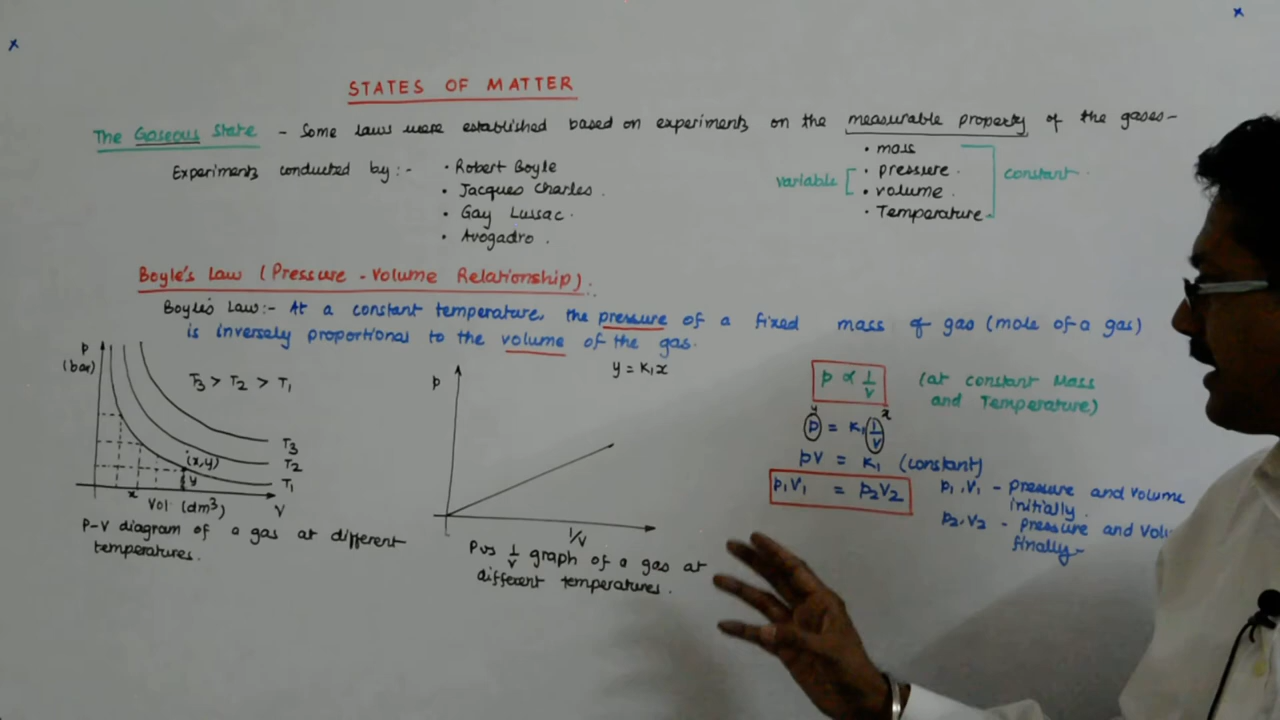 STATES OF MATTER
The Gaseous State - Some laws were established based on experiments on the measurable property of the gases-
Experiments conducted by:-
• Robert Boyle
• Jacques Charles.
• Gay Lussac.
• Avogadro.
• mass
• pressure.
• volume.
• Temperature
variable
constant.
Boyle's Law (Pressure - Volume Relationship).
Boyle's Law:- At a constant temperature, the pressure of a fixed mass of gas (mole of a gas)
is inversely proportional to the volume of the gas.
P
(bar)
T3 > T2 > T1
T3
T2
T1
(x,y)
y
x
Vol (dm³)
V
P-V diagram of a gas at different
temperatures.
P
y = K₁x
1/V
P vs 1/V graph of a gas at
different temperatures.
p ∝ 1/V (at constant Mass
and Temperature)
y x
p = K₁ 1/V
pV = K₁ (constant)
P₁V₁ = P₂V₂
P₁,V₁ - Pressure and Volume
initially.
P₂,V₂ - Pressure and Volu
finally-